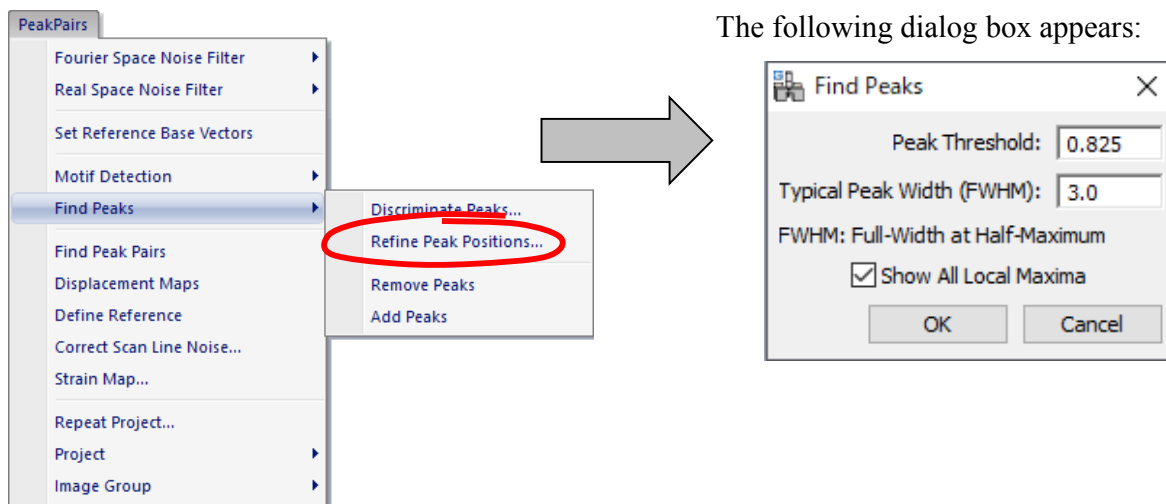 PeakPairs
Fourier Space Noise Filter
Real Space Noise Filter
Set Reference Base Vectors
Motif Detection
Find Peaks
Find Peak Pairs
Displacement Maps
Define Reference
Correct Scan Line Noise...
Strain Map...
Repeat Project...
Project
Image Group
Discriminate Peaks...
Refine Peak Positions...
Remove Peaks
Add Peaks
The following dialog box appears:
Find Peaks
Peak Threshold: 0.825
Typical Peak Width (FWHM): 3.0
FWHM: Full-Width at Half-Maximum
Show All Local Maxima
OK Cancel